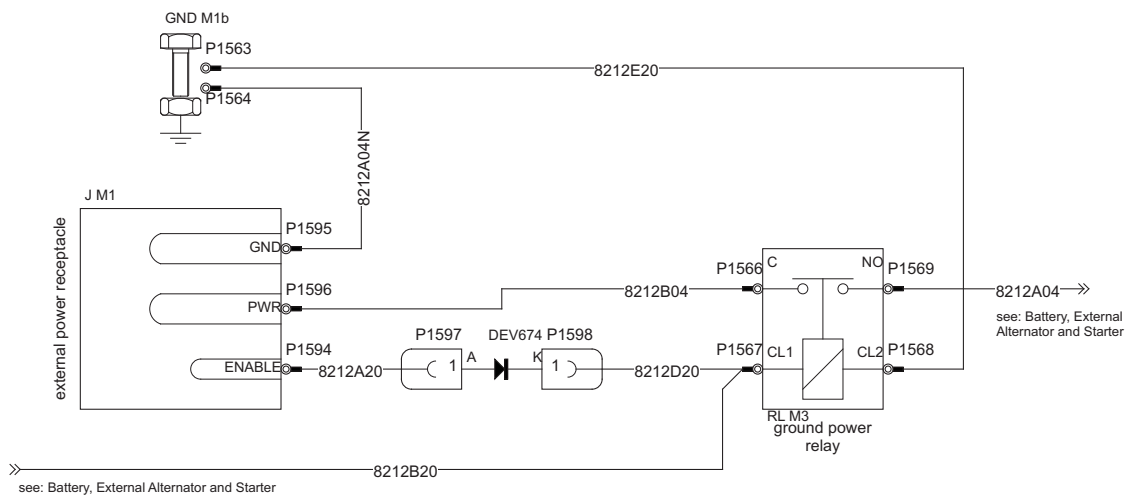 GND M1b
P1563
8212E20
P1564
8212A04N
J M1
external power receptacle
P1595
GND
P1596
PWR
P1594
ENABLE
8212A20
P1597
1
A
DEV674
K
P1598
1
8212D20
8212B04
P1566
C
NO
P1569
8212A04
see: Battery, External
Alternator and Starter
P1567
CL1
CL2
P1568
RL M3
ground power
relay
8212B20
see: Battery, External Alternator and Starter